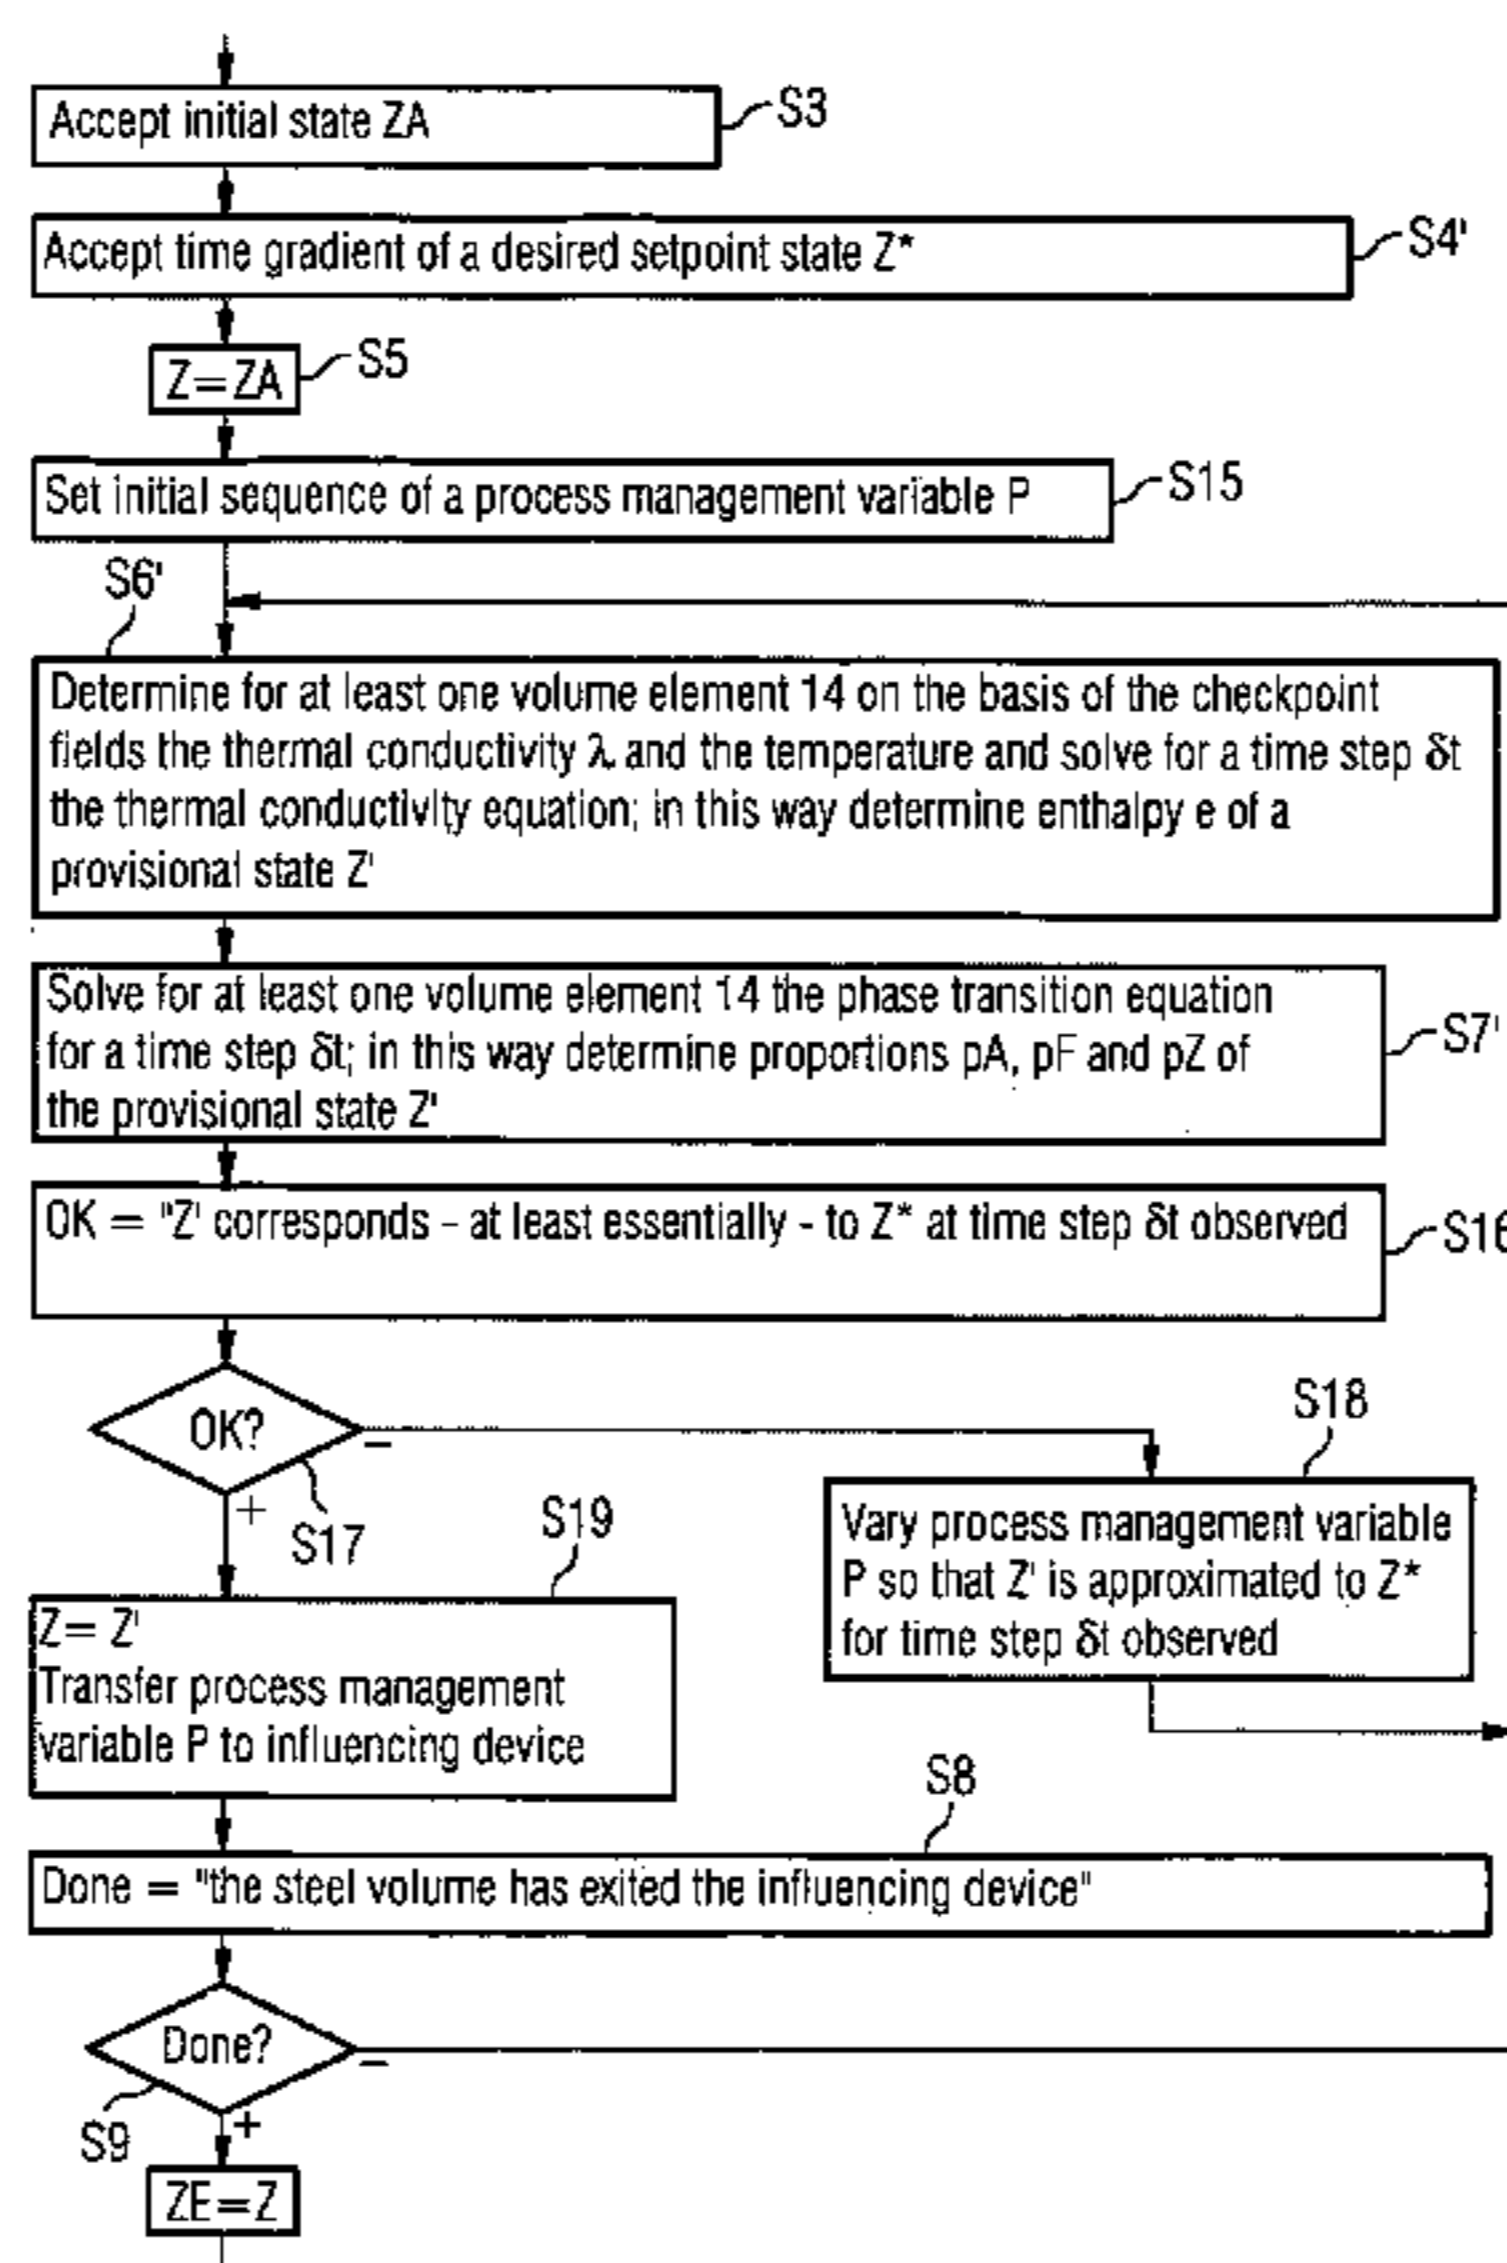 Accept initial state ZA
S3
Accept time gradient of a desired setpoint state Z*
S4'
Z=ZA
S5
Set initial sequence of a process management variable P
S15
S6'
Determine for at least one volume element 14 on the basis of the checkpoint
fields the thermal conductivity λ and the temperature and solve for a time step δt
the thermal conductivity equation; in this way determine enthalpy e of a
provisional state Z'
Solve for at least one volume element 14 the phase transition equation
for a time step δt; in this way determine proportions pA, pF and pZ of
the provisional state Z'
S7'
OK = "Z' corresponds - at least essentially - to Z* at time step δt observed
S16
OK?
–
+
S17
S18
Vary process management variable
P so that Z' is approximated to Z*
for time step δt observed
S19
Z= Z'
Transfer process management
variable P to influencing device
S8
Done = "the steel volume has exited the influencing device"
Done?
–
+
S9
ZE=Z